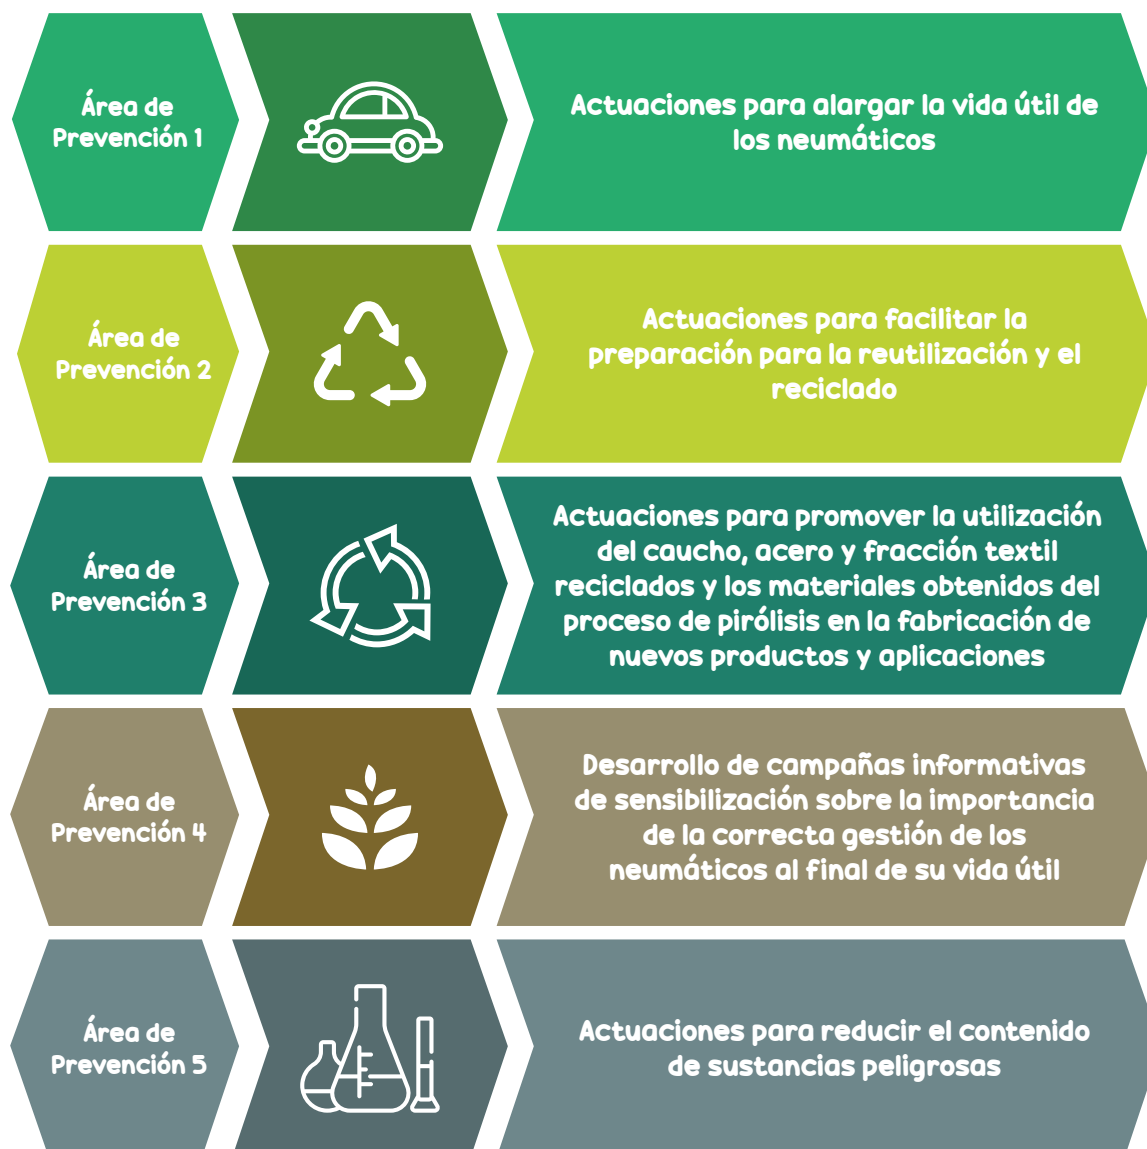 Área de
Prevención 1
Actuaciones para alargar la vida útil de
los neumáticos
Área de
Prevención 2
Actuaciones para facilitar la
preparación para la reutilización y el
reciclado
Área de
Prevención 3
Actuaciones para promover la utilización
del caucho, acero y fracción textil
reciclados y los materiales obtenidos del
proceso de pirólisis en la fabricación de
nuevos productos y aplicaciones
Área de
Prevención 4
Desarrollo de campañas informativas
de sensibilización sobre la importancia
de la correcta gestión de los
neumáticos al final de su vida útil
Área de
Prevención 5
Actuaciones para reducir el contenido
de sustancias peligrosas